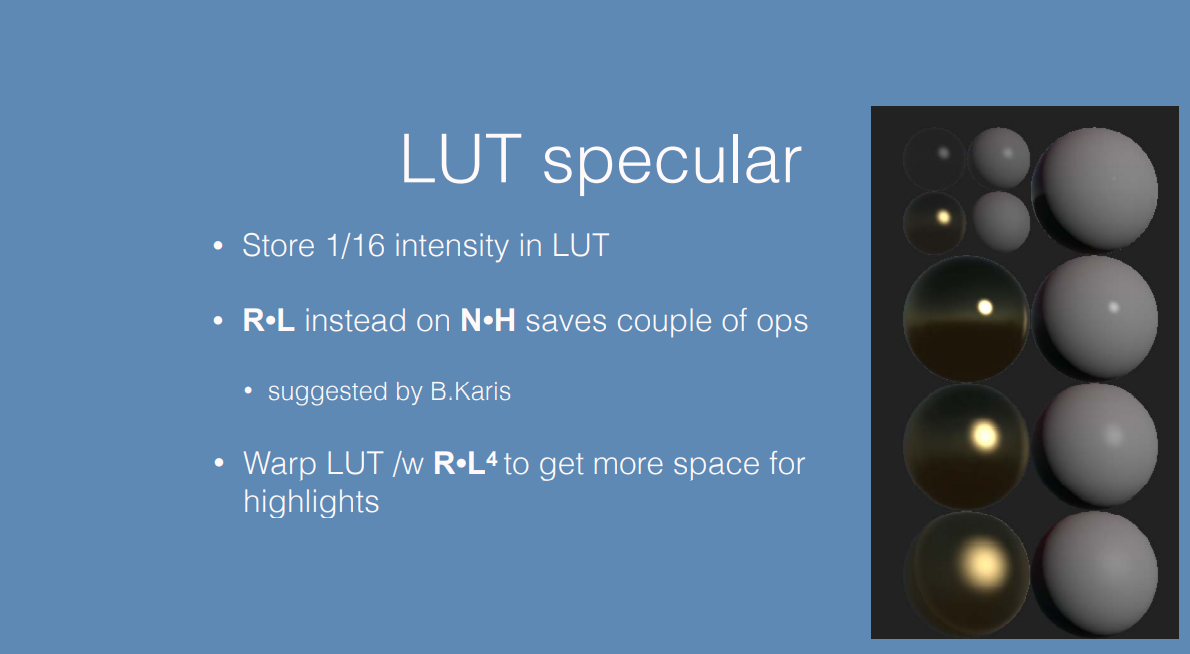 LUT specular
• Store 1/16 intensity in LUT
• R•L instead on N•H saves couple of ops
• suggested by B.Karis
• Warp LUT /w R•L⁴ to get more space for
highlights